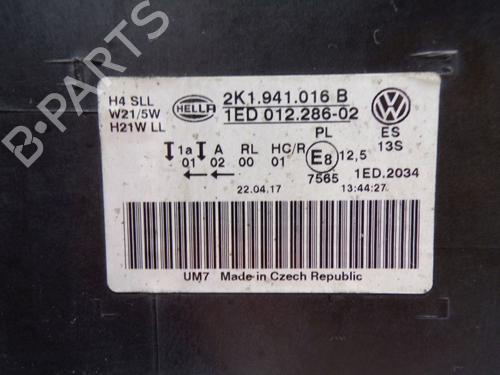 H4 SLL
W21/5W
H21W LL
HELLA
2K1.941.016 B
1ED 012.286-02
PL
ES
13S
1a A RL HC/R E8 12,5
01 02 00 01
7565 1ED.2034
22.04.17 13:44:27
UM7 Made in Czech Republic
B-PARTS